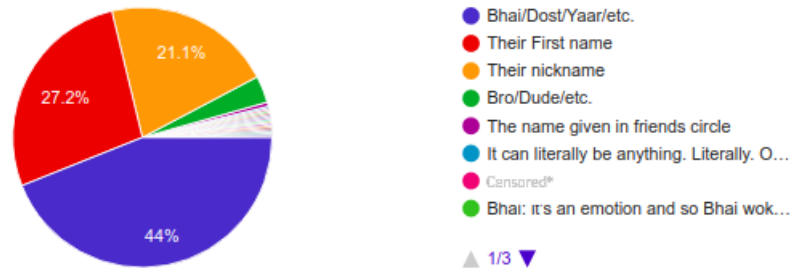 21.1%
27.2%
44%
Bhai/Dost/Yaar/etc.
Their First name
Their nickname
Bro/Dude/etc.
The name given in friends circle
It can literally be anything. Literally. O...
Censored*
Bhai: it's an emotion and so Bhai wok...
1/3